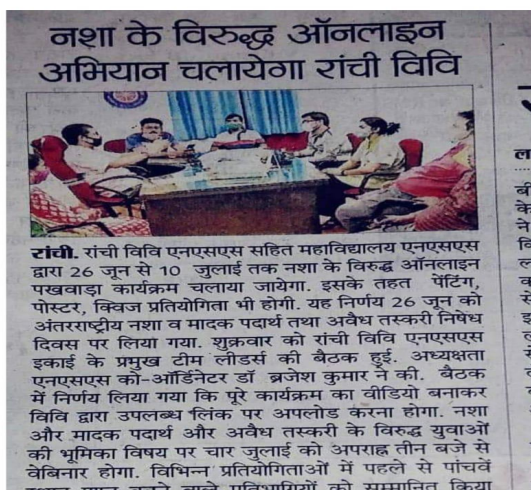 नशा के विरुद्ध ऑनलाइन
अभियान चलायेगा रांची विवि
रांची. रांची विवि एनएसएस सहित महाविद्यालय एनएसएस
द्वारा 26 जून से 10 जुलाई तक नशा के विरुद्ध ऑनलाइन
पखवाड़ा कार्यक्रम चलाया जायेगा. इसके तहत पेंटिंग,
पोस्टर, क्विज प्रतियोगिता भी होगी. यह निर्णय 26 जून को
अंतरराष्ट्रीय नशा व मादक पदार्थ तथा अवैध तस्करी निषेध
दिवस पर लिया गया. शुक्रवार को रांची विवि एनएसएस
इकाई के प्रमुख टीम लीडर्स की बैठक हुई. अध्यक्षता
एनएसएस को-ऑर्डिनेटर डॉ ब्रजेश कुमार ने की. बैठक
में निर्णय लिया गया कि पूरे कार्यक्रम का वीडियो बनाकर
विवि द्वारा उपलब्ध लिंक पर अपलोड करना होगा. नशा
और मादक पदार्थ और अवैध तस्करी के विरुद्ध युवाओं
की भूमिका विषय पर चार जुलाई को अपराह्न तीन बजे से
वेबिनार होगा. विभिन्न प्रतियोगिताओं में पहले से पांचवें
स्थान प्राप्त करने वाले प्रतिभागियों को सम्मानित किया